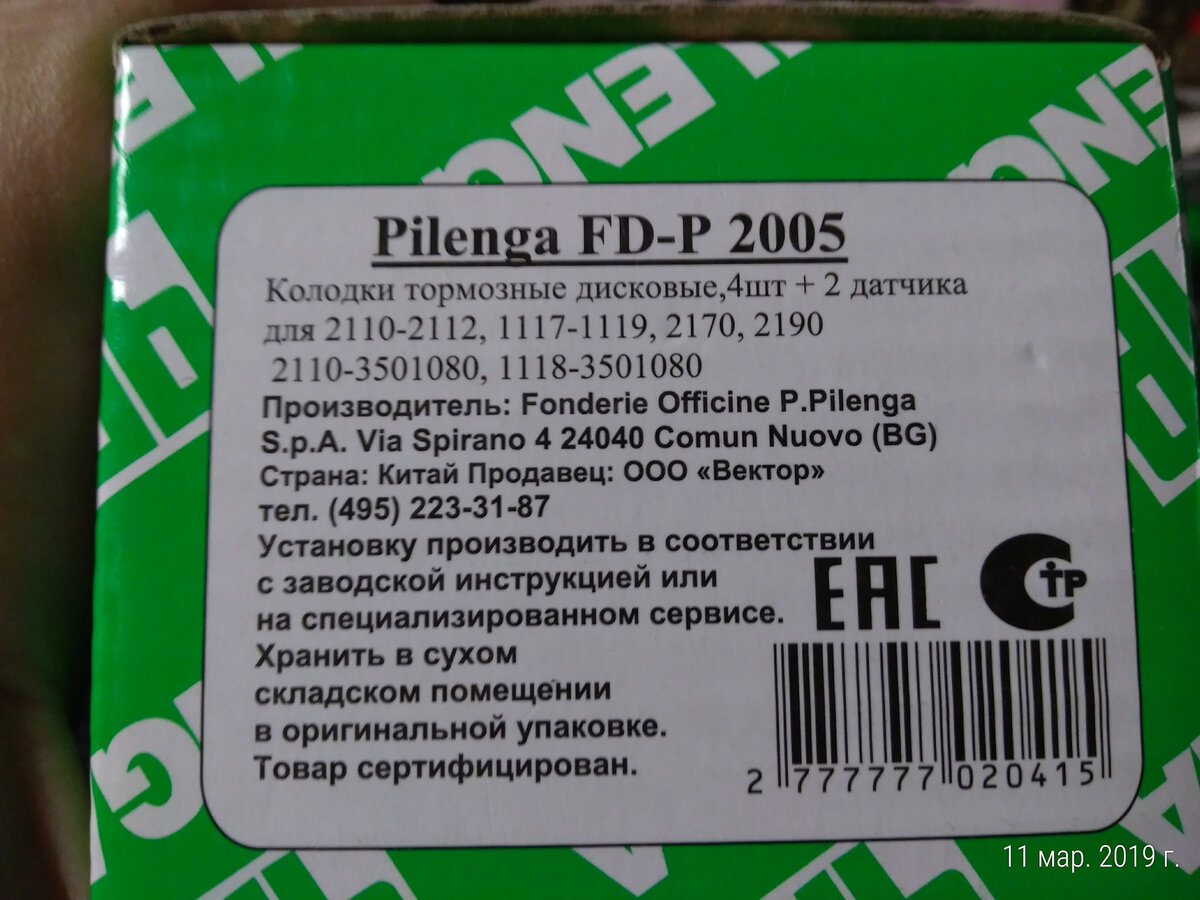 Pilenga FD-P 2005
Колодки тормозные дисковые,4шт + 2 датчика
для 2110-2112, 1117-1119, 2170, 2190
2110-3501080, 1118-3501080
Производитель: Fonderie Officine P.Pilenga
S.p.A. Via Spirano 4 24040 Comun Nuovo (BG)
Страна: Китай Продавец: ООО «Вектор»
тел. (495) 223-31-87
Установку производить в соответствии
с заводской инструкцией или
на специализированном сервисе.
EAC
СТР
Хранить в сухом
складском помещении
в оригинальной упаковке.
Товар сертифицирован.
2 777777 020415
11 мар. 2019 г.